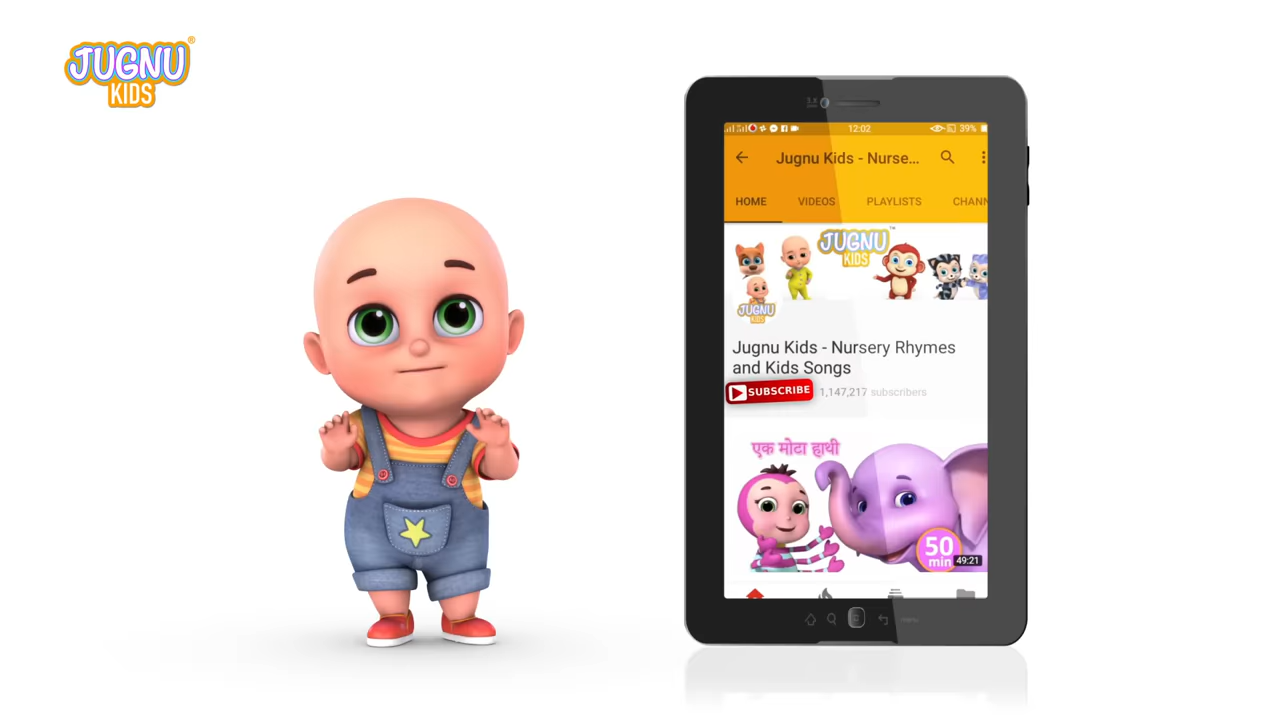 JUGNU®
KIDS
12:02
39%
Jugnu Kids - Nurse...
HOME VIDEOS PLAYLISTS CHANN
JUGNU™
KIDS
JUGNU
KIDS
Jugnu Kids - Nursery Rhymes
and Kids Songs
SUBSCRIBE 1,147,217 subscribers
एक मोटा हाथी
50
min 49:21